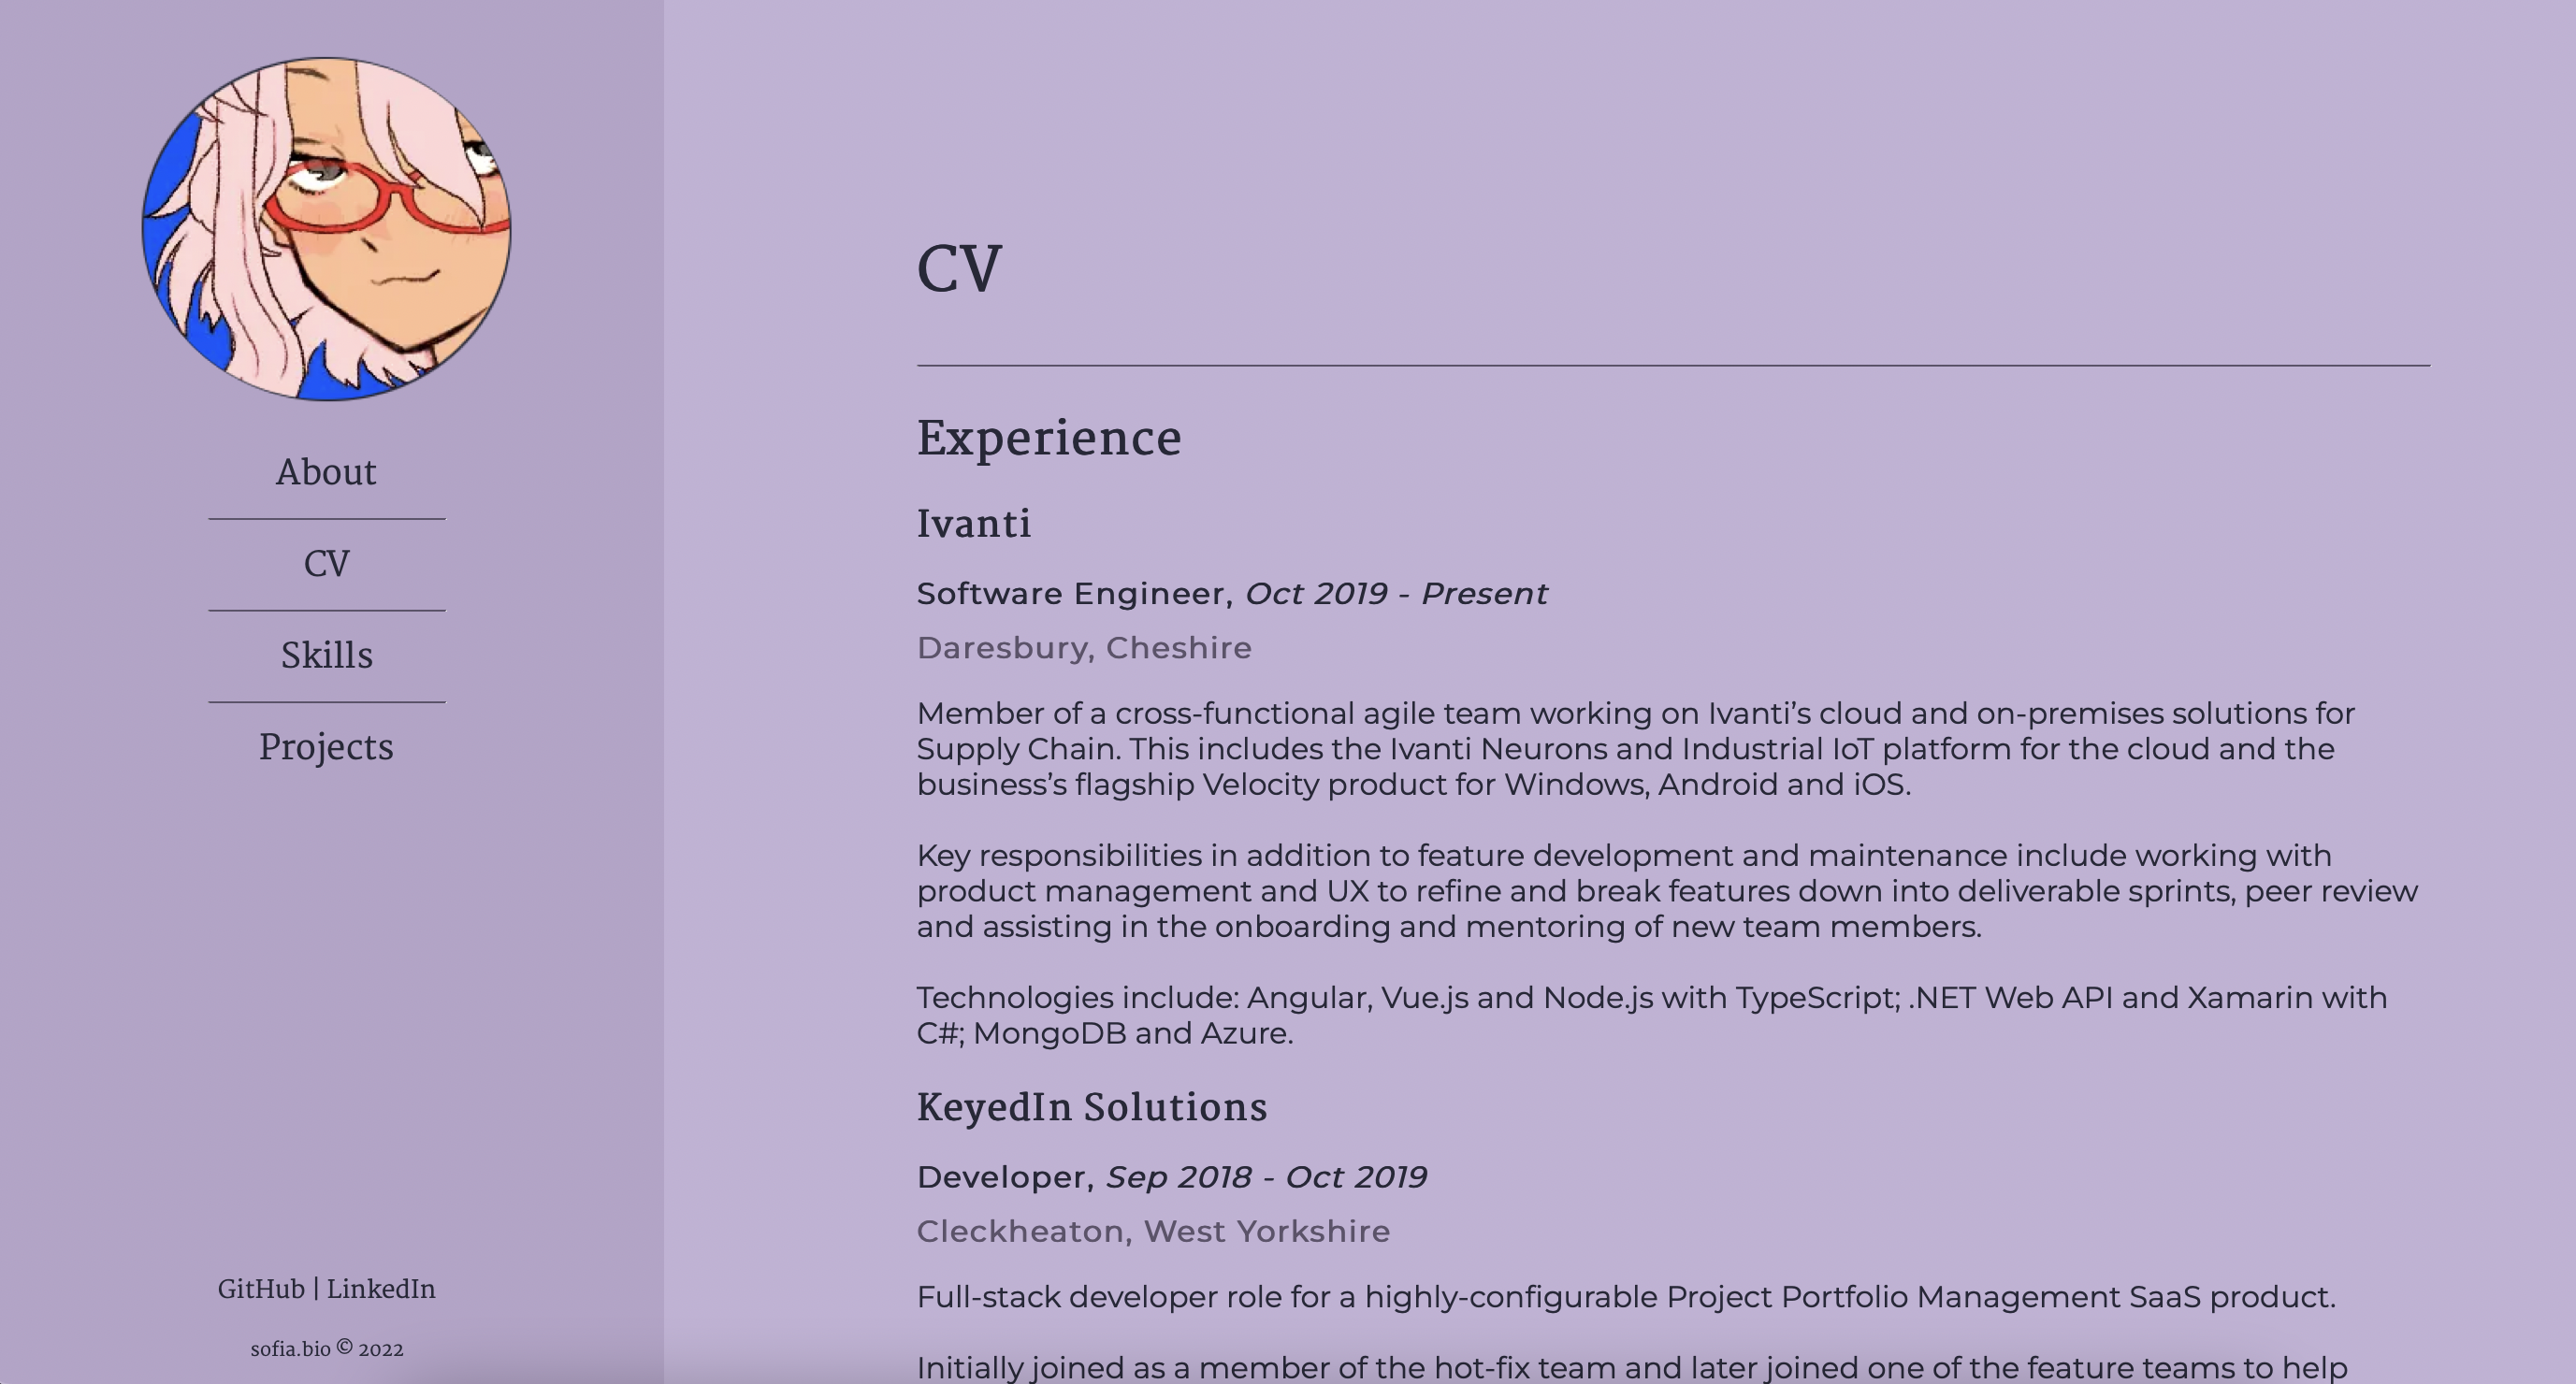 About
CV
Skills
Projects
GitHub | LinkedIn
sofia.bio © 2022
CV
Experience
Ivanti
Software Engineer, Oct 2019 - Present
Daresbury, Cheshire
Member of a cross-functional agile team working on Ivanti’s cloud and on-premises solutions for
Supply Chain. This includes the Ivanti Neurons and Industrial IoT platform for the cloud and the
business’s flagship Velocity product for Windows, Android and iOS.
Key responsibilities in addition to feature development and maintenance include working with
product management and UX to refine and break features down into deliverable sprints, peer review
and assisting in the onboarding and mentoring of new team members.
Technologies include: Angular, Vue.js and Node.js with TypeScript; .NET Web API and Xamarin with
C#; MongoDB and Azure.
KeyedIn Solutions
Developer, Sep 2018 - Oct 2019
Cleckheaton, West Yorkshire
Full-stack developer role for a highly-configurable Project Portfolio Management SaaS product.
Initially joined as a member of the hot-fix team and later joined one of the feature teams to help